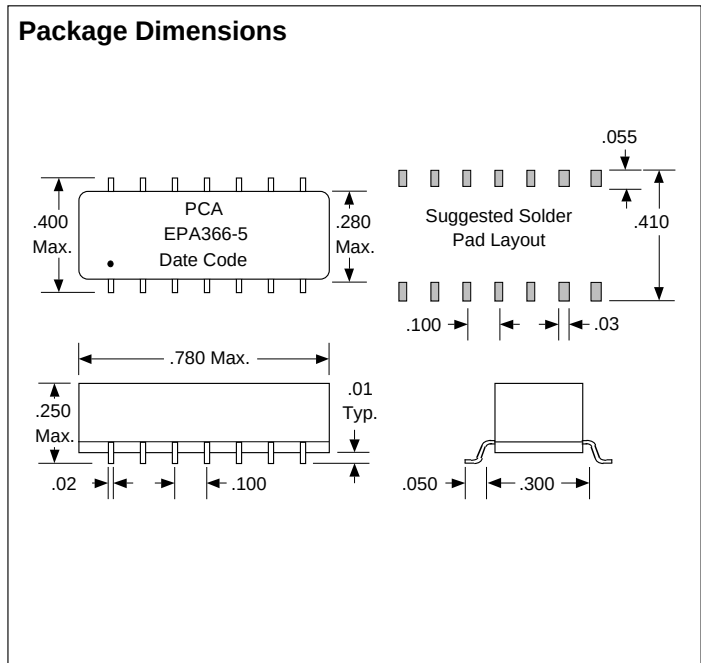 Package Dimensions
.055
.400
Max.
PCA
EPA366-5
Date Code
.280
Max.
Suggested Solder
Pad Layout
.410
.100
.03
.780 Max.
.250
Max.
.01
Typ.
.02
.100
.050
.300